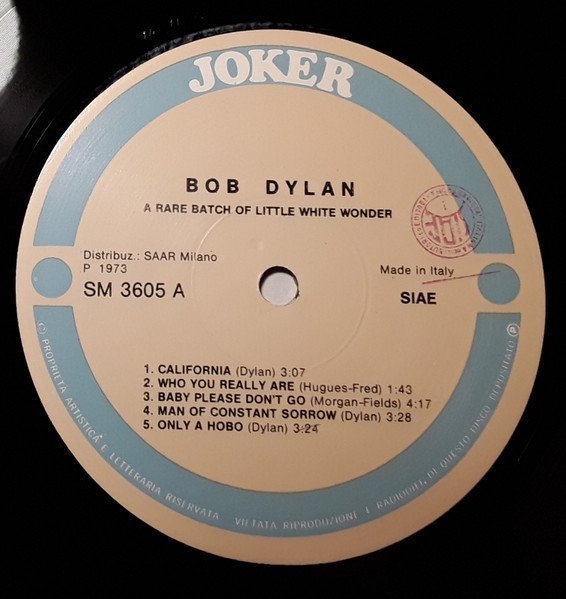 JOKER
BOB DYLAN
A RARE BATCH OF LITTLE WHITE WONDER
Distribuz.: SAAR Milano
P 1973
SM 3605 A
Made in Italy
SIAE
1. CALIFORNIA (Dylan) 3:07
2. WHO YOU REALLY ARE (Hugues-Fred) 1:43
3. BABY PLEASE DON'T GO (Morgan-Fields) 4:17
4. MAN OF CONSTANT SORROW (Dylan) 3:28
5. ONLY A HOBO (Dylan) 3:24
© PROPRIETA ARTISTICA E LETTERARIA RISERVATA VIETATA RIPRODUZIONE E RADIODIF. DI QUESTO DISCO DEPOSITATO ℗